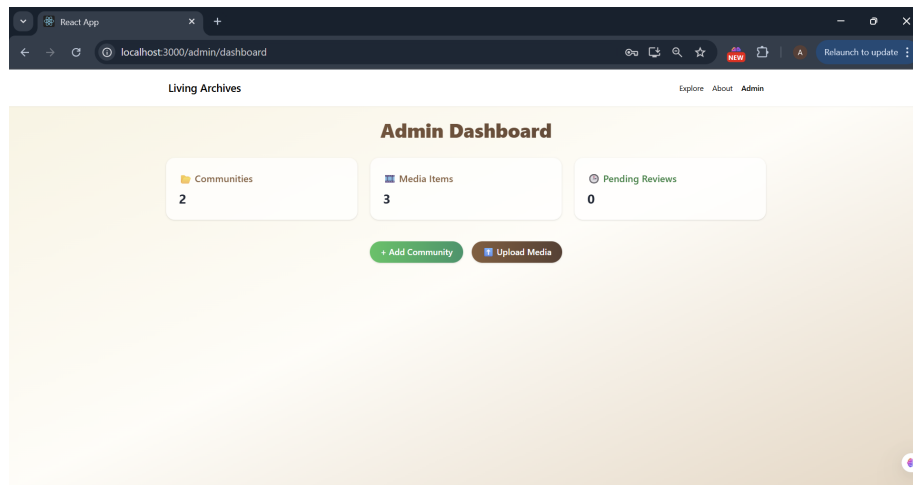 React App
localhost:3000/admin/dashboard
NEW
A
Relaunch to update
Living Archives
Explore About Admin
Admin Dashboard
Communities
2
Media Items
3
Pending Reviews
0
+ Add Community
Upload Media